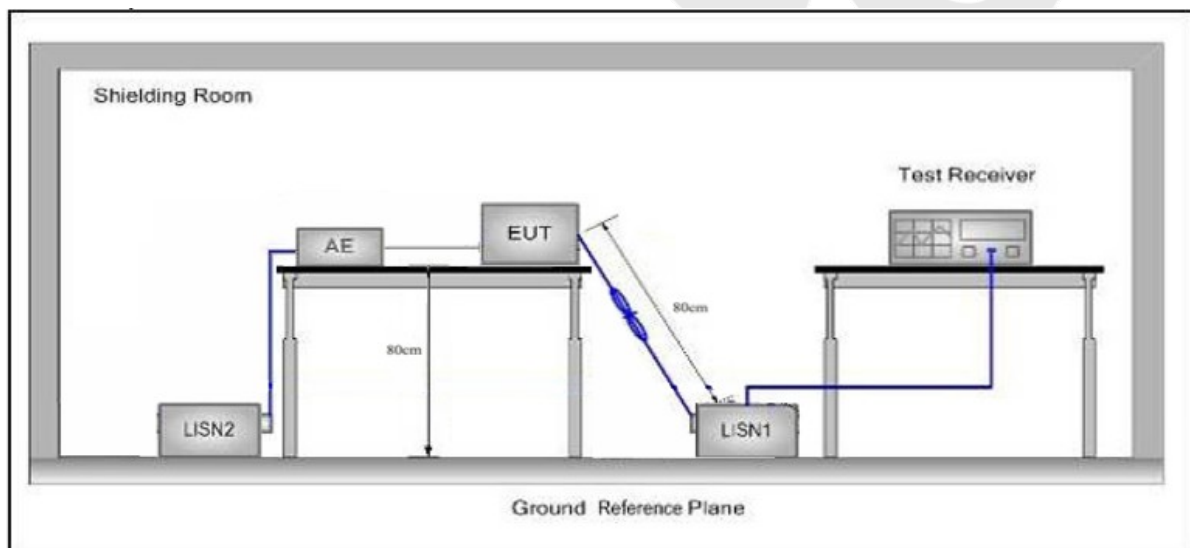 Shielding Room
Test Receiver
EUT
AE
80cm
80cm
LISN2
LISN1
Ground Reference Plane